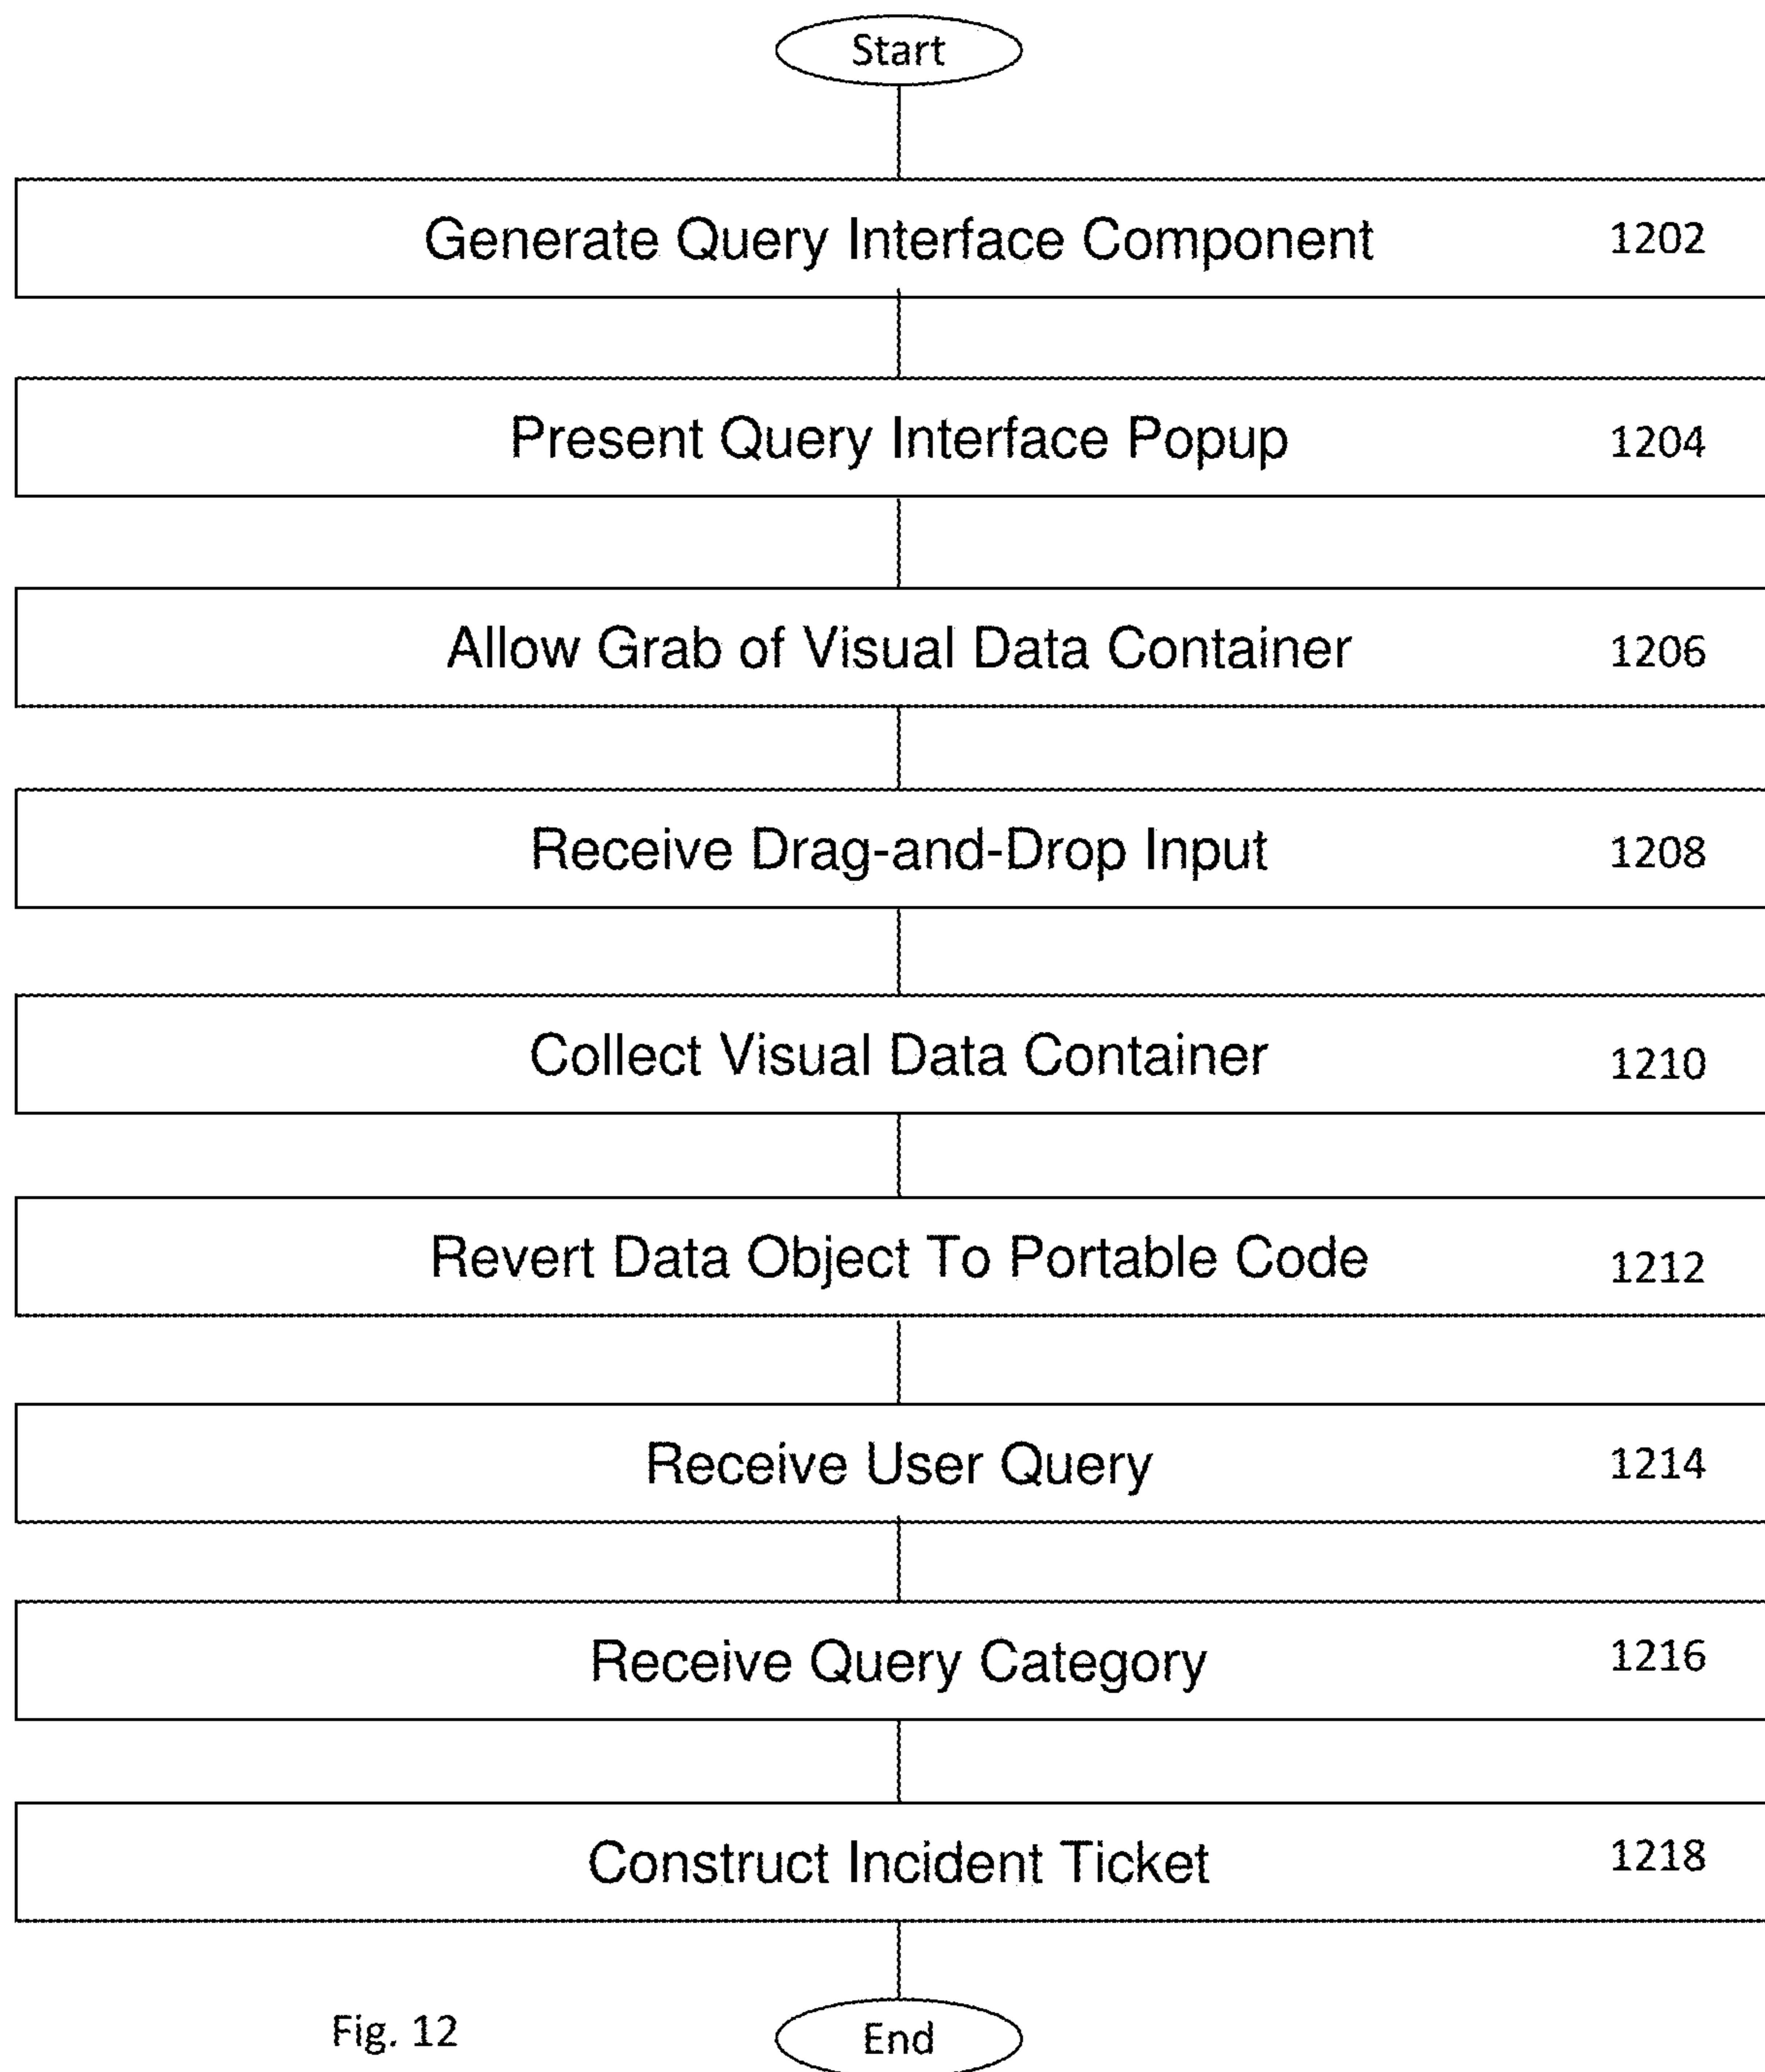 Start
Generate Query Interface Component 1202
Present Query Interface Popup 1204
Allow Grab of Visual Data Container 1206
Receive Drag-and-Drop Input 1208
Collect Visual Data Container 1210
Revert Data Object To Portable Code 1212
Receive User Query 1214
Receive Query Category 1216
Construct Incident Ticket 1218
Fig. 12
End